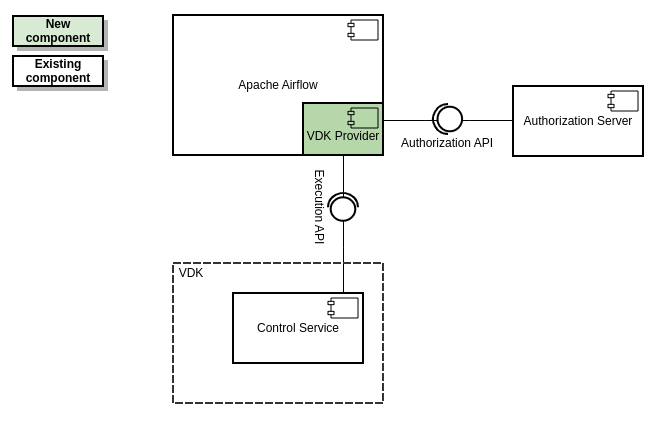 New
component
Existing
component
Apache Airflow
VDK Provider
Authorization API
Authorization Server
Execution API
VDK
Control Service